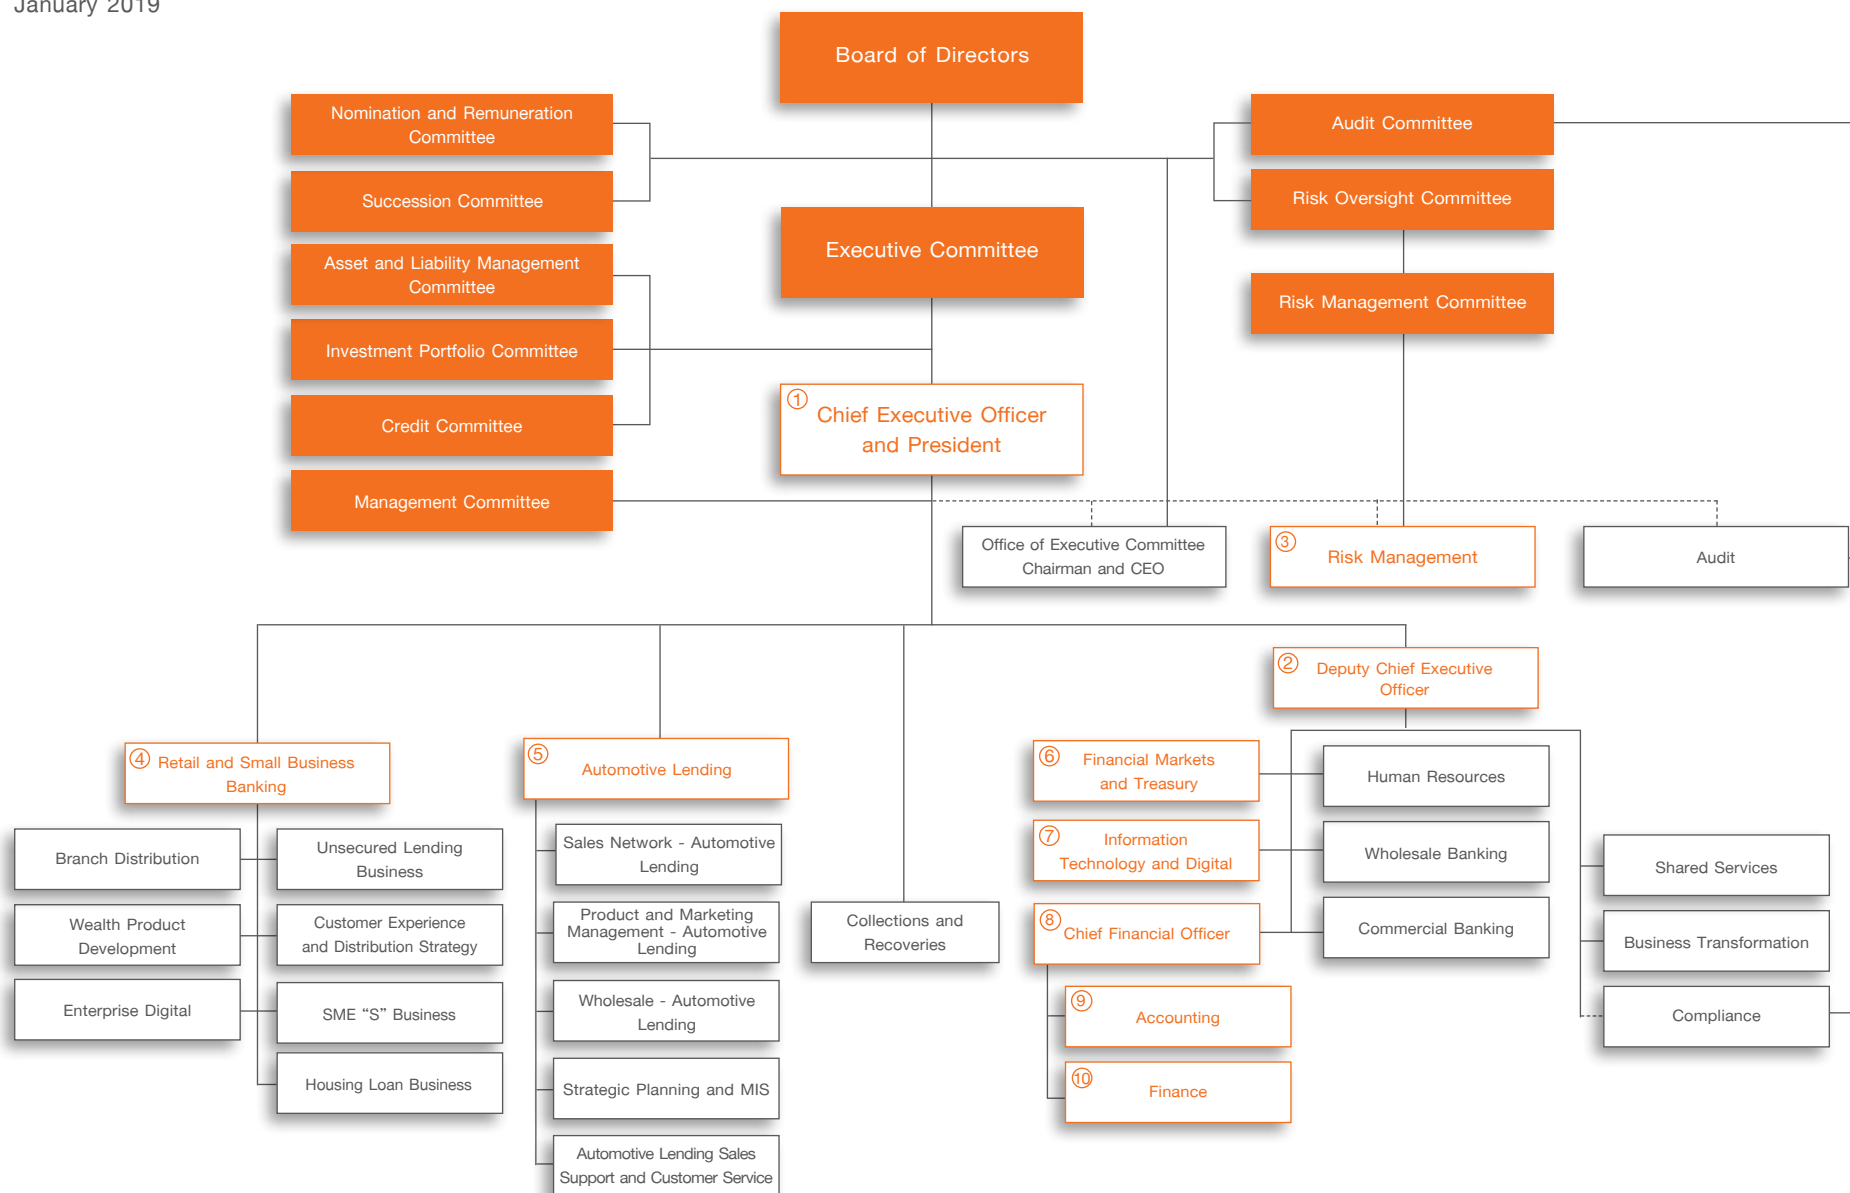 January 2019
Board of Directors
Nomination and Remuneration
Committee
Audit Committee
Succession Committee
Risk Oversight Committee
Executive Committee
Asset and Liability Management
Committee
Risk Management Committee
Investment Portfolio Committee
① Chief Executive Officer
and President
Credit Committee
Management Committee
Office of Executive Committee
Chairman and CEO
③ Risk Management
Audit
② Deputy Chief Executive
Officer
④ Retail and Small Business
Banking
⑤ Automotive Lending
⑥ Financial Markets
and Treasury
Human Resources
Branch Distribution
Unsecured Lending
Business
Sales Network - Automotive
Lending
⑦ Information
Technology and Digital
Wholesale Banking
Shared Services
Wealth Product
Development
Customer Experience
and Distribution Strategy
Product and Marketing
Management - Automotive
Lending
Collections and
Recoveries
⑧ Chief Financial Officer
Commercial Banking
Business Transformation
Enterprise Digital
SME “S” Business
Wholesale - Automotive
Lending
⑨ Accounting
Compliance
Housing Loan Business
Strategic Planning and MIS
⑩ Finance
Automotive Lending Sales
Support and Customer Service